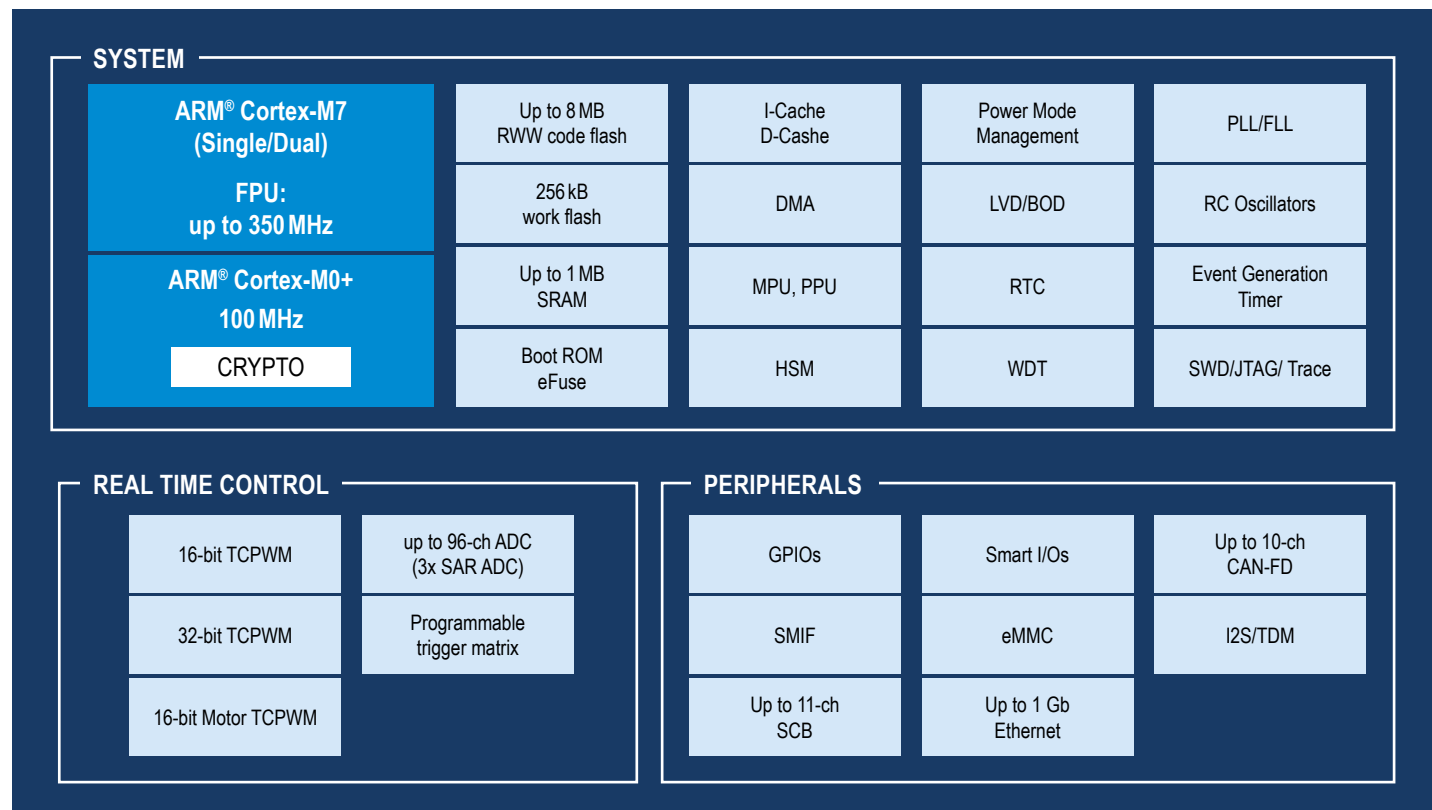 SYSTEM
ARM® Cortex-M7
(Single/Dual)
FPU:
up to 350 MHz
ARM® Cortex-M0+
100 MHz
CRYPTO
Up to 8 MB
RWW code flash
I-Cache
D-Cashe
Power Mode
Management
PLL/FLL
256 kB
work flash
DMA
LVD/BOD
RC Oscillators
Up to 1 MB
SRAM
MPU, PPU
RTC
Event Generation
Timer
Boot ROM
eFuse
HSM
WDT
SWD/JTAG/ Trace
REAL TIME CONTROL
16-bit TCPWM
up to 96-ch ADC
(3x SAR ADC)
32-bit TCPWM
Programmable
trigger matrix
16-bit Motor TCPWM
PERIPHERALS
GPIOs
Smart I/Os
Up to 10-ch
CAN-FD
SMIF
eMMC
I2S/TDM
Up to 11-ch
SCB
Up to 1 Gb
Ethernet